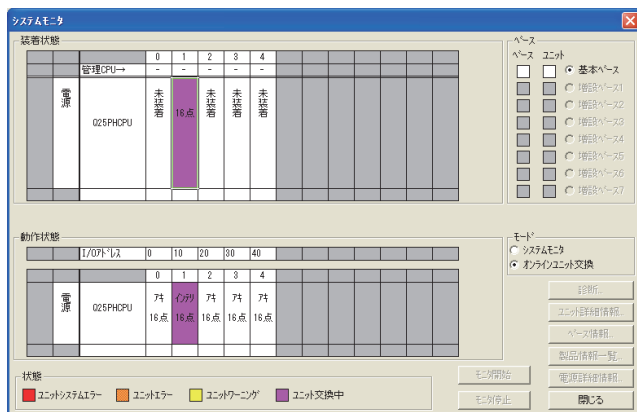 システムモニタ
装着状態
0 1 2 3 4
管理CPU→ - - - - -
電源 Q25PHCPU 未装着 16点 未装着 未装着 未装着
ベース
ベース ユニット
基本ベース
増設ベース1
増設ベース2
増設ベース3
増設ベース4
増設ベース5
増設ベース6
増設ベース7
動作状態
I/Oアドレス 0 10 20 30 40
0 1 2 3 4
電源 Q25PHCPU アキ インテリ アキ アキ アキ
16点 16点 16点 16点 16点
モード
システムモニタ
オンラインユニット交換
診断...
ユニット詳細情報...
ベース情報...
製品情報一覧...
電源詳細情報...
閉じる
モニタ開始
モニタ停止
状態
ユニットシステムエラー ユニットエラー ユニットワーニング ユニット交換中